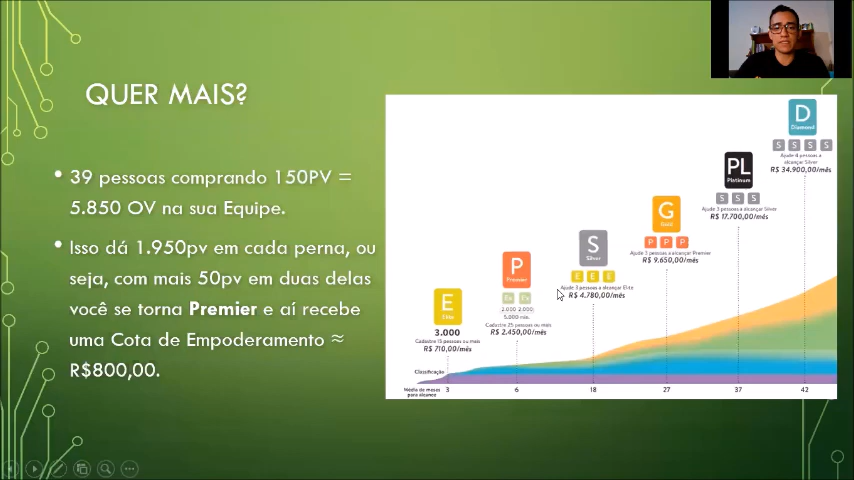 QUER MAIS?
• 39 pessoas comprando 150PV =
5.850 OV na sua Equipe.
• Isso dá 1.950pv em cada perna, ou
seja, com mais 50pv em duas delas
você se torna Premier e aí recebe
uma Cota de Empoderamento ≈
R$800,00.
D
Diamond
S S S S
Ajude 4 pessoas a
alcançar Silver
R$ 34.900,00/mês
PL
Platinum
S S S
Ajude 3 pessoas a alcançar Silver
R$ 17.700,00/mês
G
Gold
P P P
Ajude 3 pessoas a alcançar Premier
R$ 9.650,00/mês
S
Silver
E E E
Ajude 3 pessoas a alcançar Elite
R$ 4.780,00/mês
P
Premier
2.000 2.000
5.000 min.
Cadastre 25 pessoas ou mais
R$ 2.450,00/mês
E
Elite
3.000
Cadastre 15 pessoas ou mais
R$ 710,00/mês
Classificação
Média de meses
para alcance
3 6 18 27 37 42